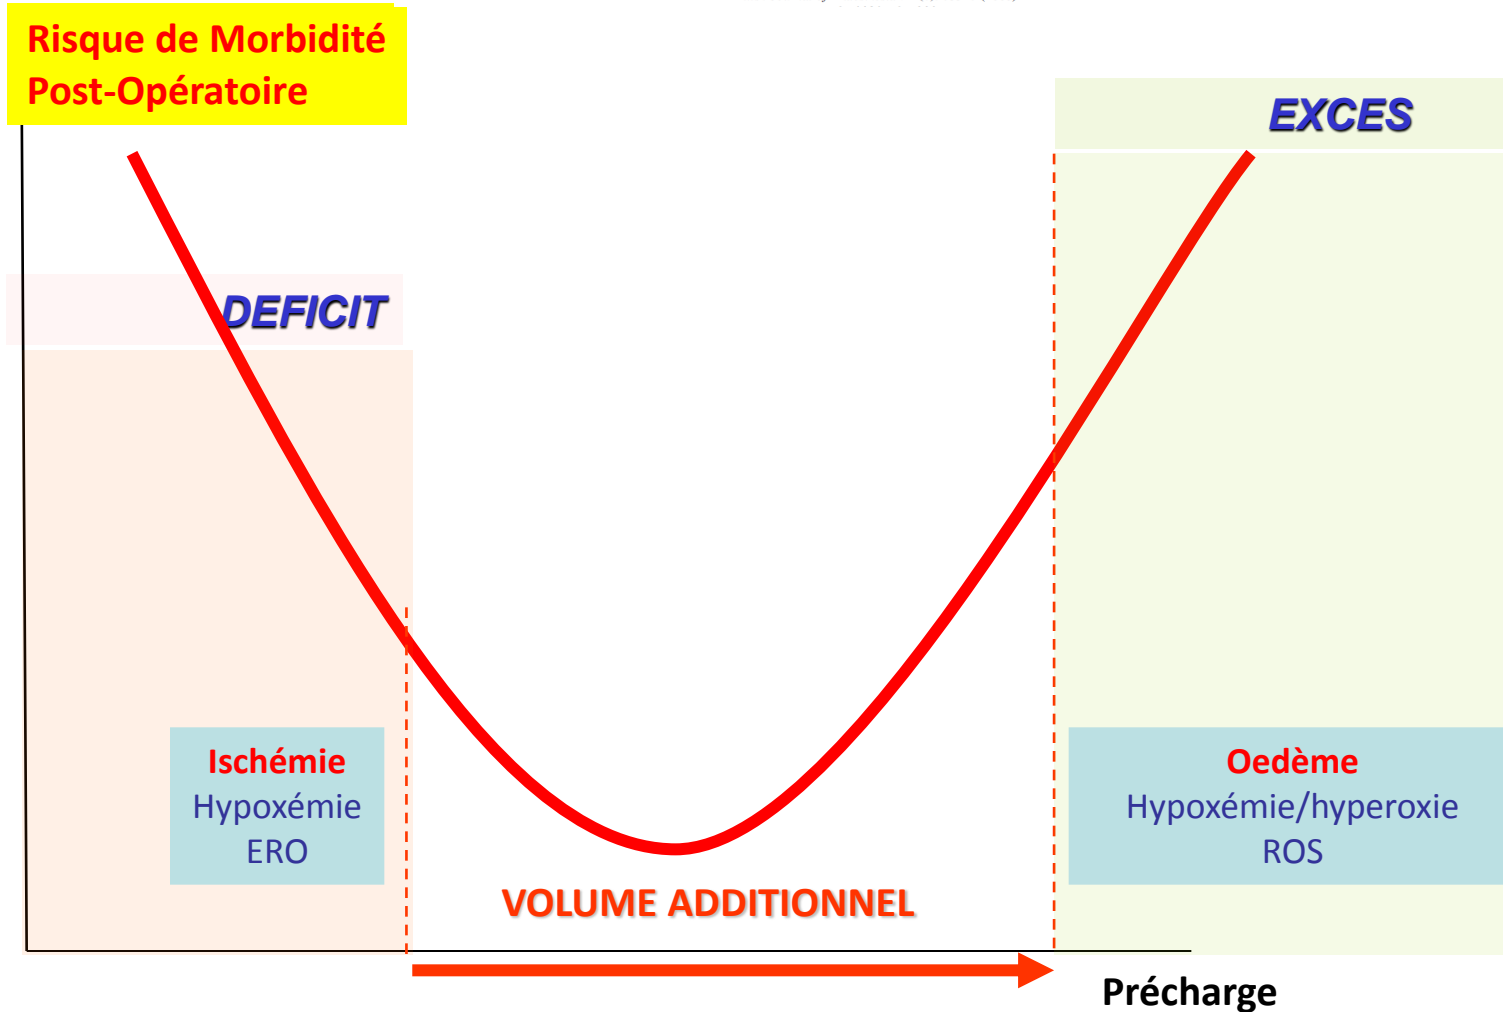 Risque de Morbidité
Post-Opératoire
EXCES
DEFICIT
Ischémie
Hypoxémie
ERO
Oedème
Hypoxémie/hyperoxie
ROS
VOLUME ADDITIONNEL
Précharge